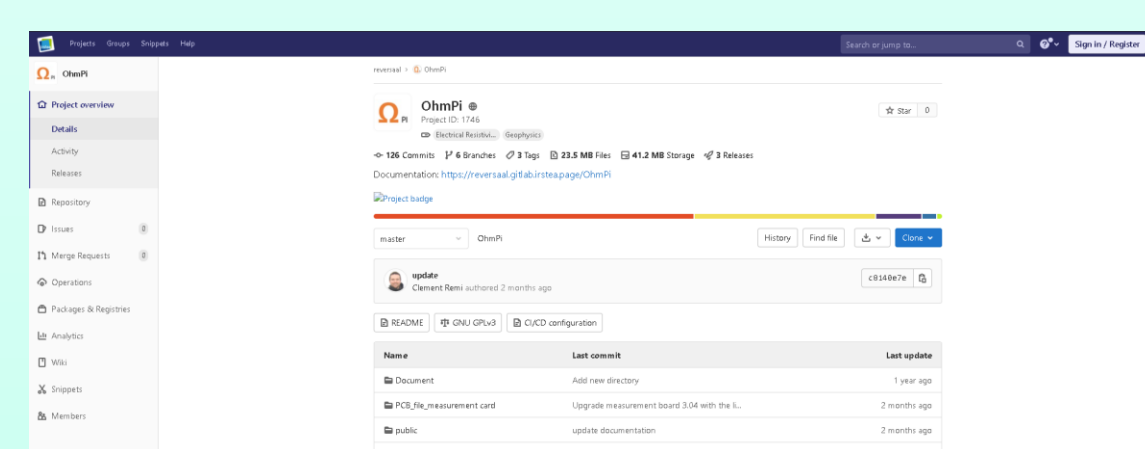 Projects Groups Snippets Help Search or jump to... Sign in / Register
Ω PI OhmPi
Project overview
Details
Activity
Releases
Repository
Issues 0
Merge Requests 0
Operations
Packages & Registries
Analytics
Wiki
Snippets
Members
reversaal > OhmPi
Ω PI
OhmPi
Project ID: 1746
Electrical Resistivi... Geophysics
Star 0
126 Commits 6 Branches 3 Tags 23.5 MB Files 41.2 MB Storage 3 Releases
Documentation: https://reversaal.gitlab.irstea.page/OhmPi
Project badge
master OhmPi History Find file Clone
update
Clement Remi authored 2 months ago
c0140e7e
README GNU GPLv3 CI/CD configuration
Name Last commit Last update
Document Add new directory 1 year ago
PCB_file_measurement card Upgrade measurement board 3.04 with the li... 2 months ago
public update documentation 2 months ago